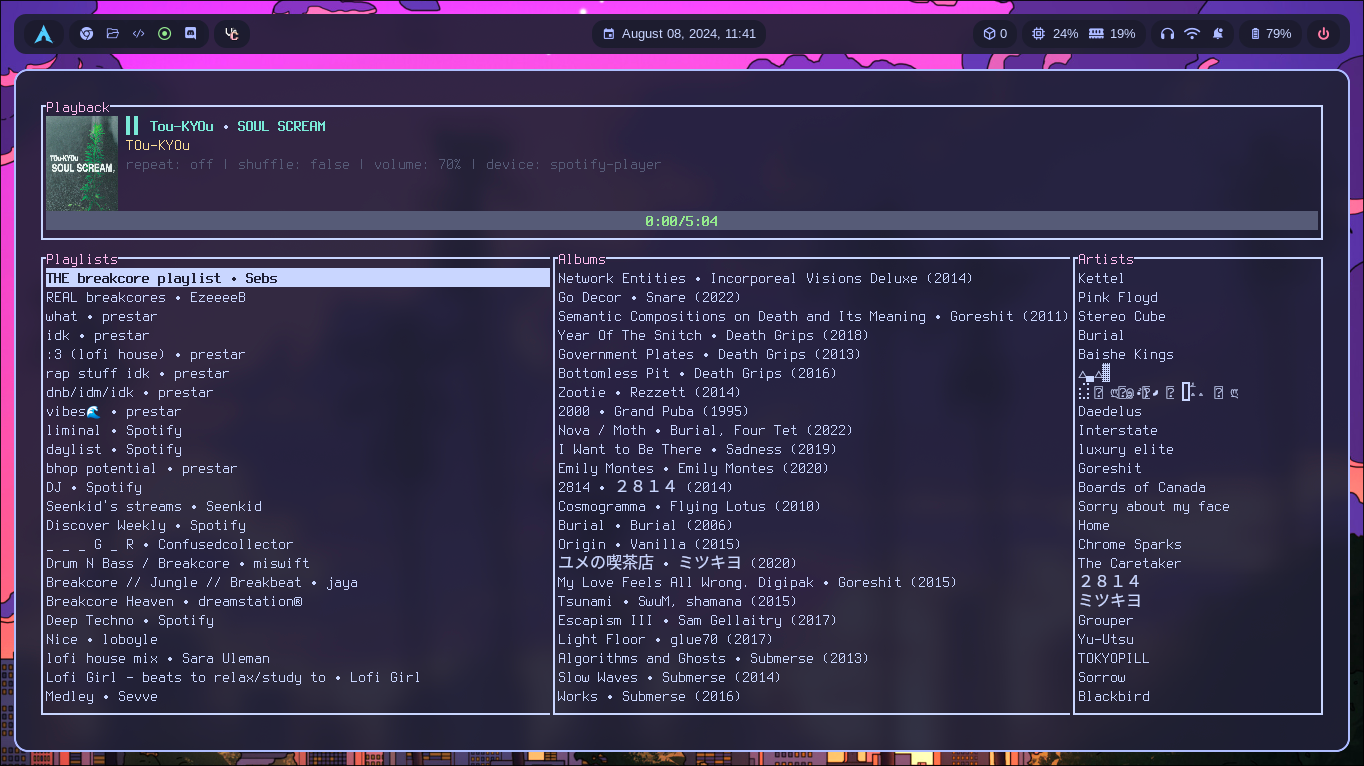 August 08, 2024, 11:41
0
24%
19%
79%
Playback
Tou-KYOu • SOUL SCREAM
TOu-KYOu
repeat: off | shuffle: false | volume: 70% | device: spotify-player
TOu-KYOu
SOUL SCREAM,
0:00/5:04
Playlists
THE breakcore playlist • Sebs
REAL breakcores • EzeeeeB
what • prestar
idk • prestar
:3 (lofi house) • prestar
rap stuff idk • prestar
dnb/idm/idk • prestar
vibes🌊 • prestar
liminal • Spotify
daylist • Spotify
bhop potential • prestar
DJ • Spotify
Seenkid's streams • Seenkid
Discover Weekly • Spotify
_ _ _ G _ R • Confusedcollector
Drum N Bass / Breakcore • miswift
Breakcore // Jungle // Breakbeat • jaya
Breakcore Heaven • dreamstation®
Deep Techno • Spotify
Nice • loboyle
lofi house mix • Sara Uleman
Lofi Girl - beats to relax/study to • Lofi Girl
Medley • Sevve
Albums
Network Entities • Incorporeal Visions Deluxe (2014)
Go Decor • Snare (2022)
Semantic Compositions on Death and Its Meaning • Goreshit (2011)
Year Of The Snitch • Death Grips (2018)
Government Plates • Death Grips (2013)
Bottomless Pit • Death Grips (2016)
Zootie • Rezzett (2014)
2000 • Grand Puba (1995)
Nova / Moth • Burial, Four Tet (2022)
I Want to Be There • Sadness (2019)
Emily Montes • Emily Montes (2020)
2814 • ２８１４ (2014)
Cosmogramma • Flying Lotus (2010)
Burial • Burial (2006)
Origin • Vanilla (2015)
ユメの喫茶店 • ミツキヨ (2020)
My Love Feels All Wrong. Digipak • Goreshit (2015)
Tsunami • SwuM, shamana (2015)
Escapism III • Sam Gellaitry (2017)
Light Floor • glue70 (2017)
Algorithms and Ghosts • Submerse (2013)
Slow Waves • Submerse (2014)
Works • Submerse (2016)
Artists
Kettel
Pink Floyd
Stereo Cube
Burial
Baishe Kings
△▃△▓
Daedelus
Interstate
luxury elite
Goreshit
Boards of Canada
Sorry about my face
Home
Chrome Sparks
The Caretaker
２８１４
ミツキヨ
Grouper
Yu-Utsu
TOKYOPILL
Sorrow
Blackbird